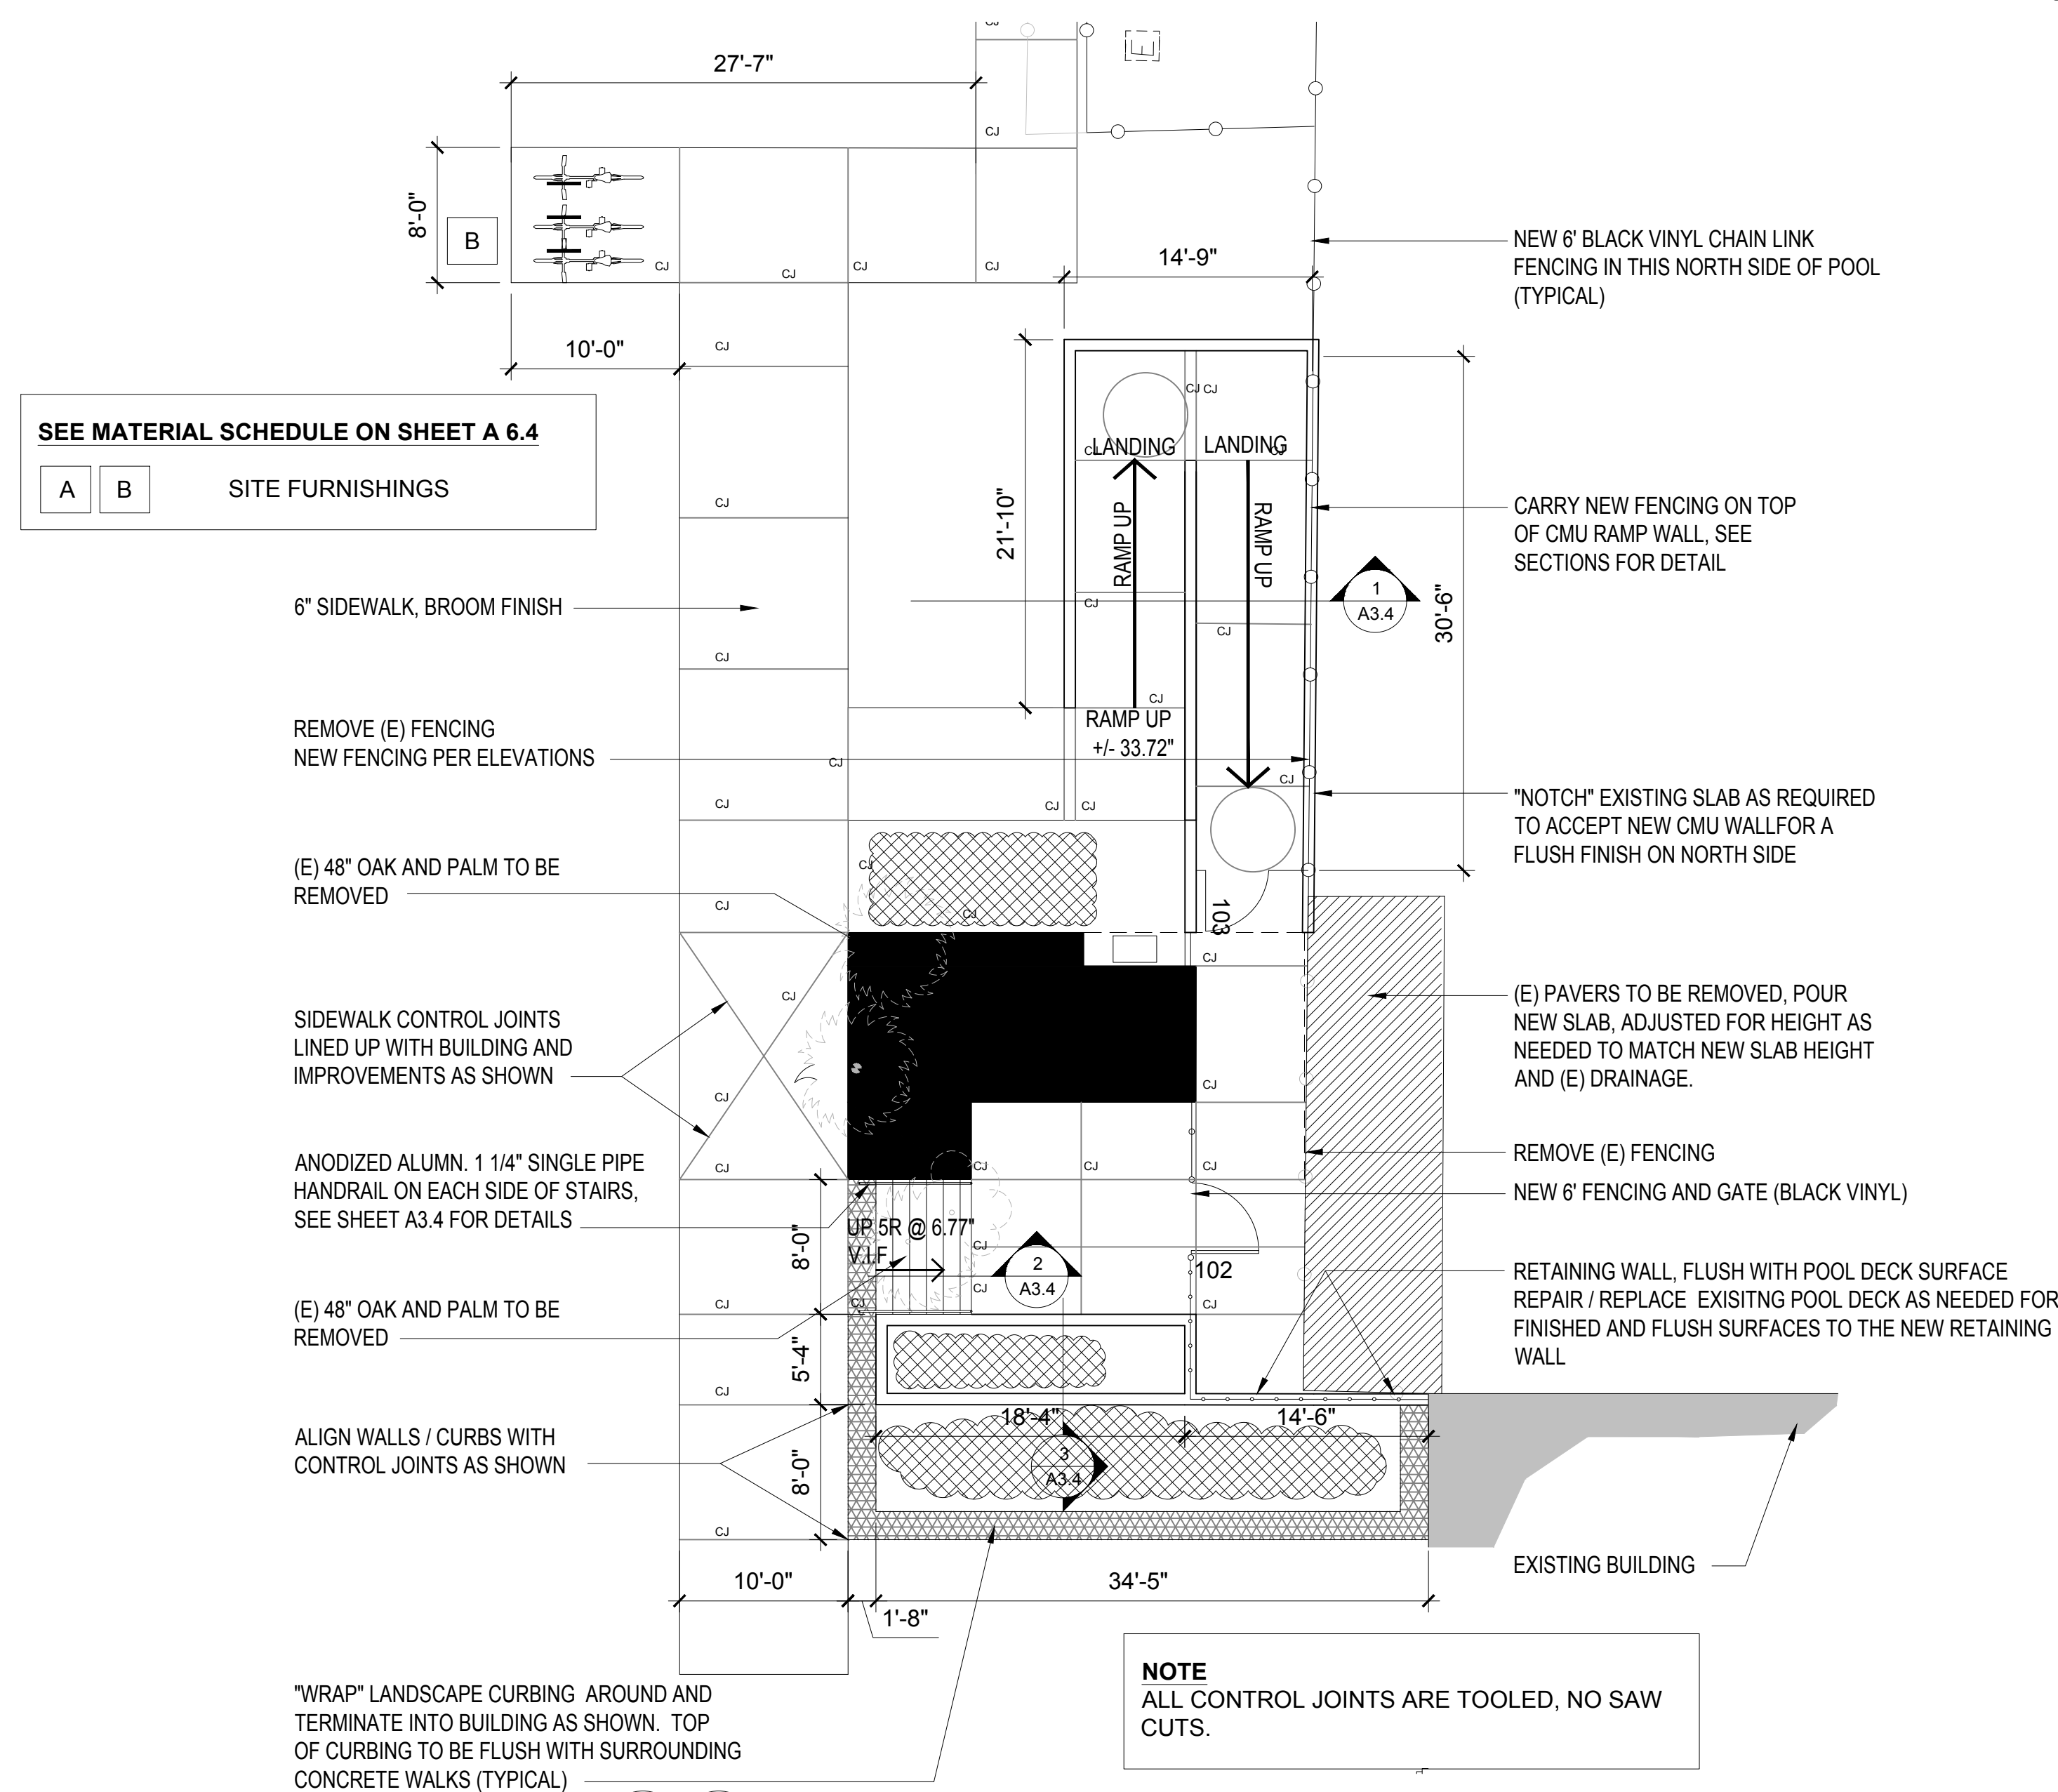 CJ
27'-7"
E
CJ
8'-0"
B
CJ
CJ
CJ
CJ
14'-9"
NEW 6' BLACK VINYL CHAIN LINK
FENCING IN THIS NORTH SIDE OF POOL
(TYPICAL)
10'-0"
CJ
SEE MATERIAL SCHEDULE ON SHEET A 6.4
A
B
SITE FURNISHINGS
CJ
CJ
CJ
LANDING
LANDING
CJ
CJ
21'-10"
RAMP UP
RAMP UP
CARRY NEW FENCING ON TOP
OF CMU RAMP WALL, SEE
SECTIONS FOR DETAIL
1
A3.4
30'-6"
6" SIDEWALK, BROOM FINISH
CJ
CJ
CJ
CJ
REMOVE (E) FENCING
NEW FENCING PER ELEVATIONS
RAMP UP
+/- 33.72"
CJ
CJ
CJ
CJ
CJ
"NOTCH" EXISTING SLAB AS REQUIRED
TO ACCEPT NEW CMU WALLFOR A
FLUSH FINISH ON NORTH SIDE
(E) 48" OAK AND PALM TO BE
REMOVED
CJ
CJ
CJ
103
CJ
SIDEWALK CONTROL JOINTS
LINED UP WITH BUILDING AND
IMPROVEMENTS AS SHOWN
CJ
CJ
CJ
(E) PAVERS TO BE REMOVED, POUR
NEW SLAB, ADJUSTED FOR HEIGHT AS
NEEDED TO MATCH NEW SLAB HEIGHT
AND (E) DRAINAGE.
ANODIZED ALUMN. 1 1/4" SINGLE PIPE
HANDRAIL ON EACH SIDE OF STAIRS,
SEE SHEET A3.4 FOR DETAILS
CJ
CJ
CJ
CJ
REMOVE (E) FENCING
NEW 6' FENCING AND GATE (BLACK VINYL)
8'-0"
UP 5R @ 6.77"
V.I.F.
CJ
2
A3.4
102
CJ
CJ
CJ
CJ
(E) 48" OAK AND PALM TO BE
REMOVED
RETAINING WALL, FLUSH WITH POOL DECK SURFACE
REPAIR / REPLACE EXISITNG POOL DECK AS NEEDED FOR
FINISHED AND FLUSH SURFACES TO THE NEW RETAINING
WALL
5'-4"
CJ
18'-4"
14'-6"
ALIGN WALLS / CURBS WITH
CONTROL JOINTS AS SHOWN
3
A3.4
8'-0"
CJ
EXISTING BUILDING
10'-0"
34'-5"
1'-8"
"WRAP" LANDSCAPE CURBING AROUND AND
TERMINATE INTO BUILDING AS SHOWN. TOP
OF CURBING TO BE FLUSH WITH SURROUNDING
CONCRETE WALKS (TYPICAL)
NOTE
ALL CONTROL JOINTS ARE TOOLED, NO SAW
CUTS.